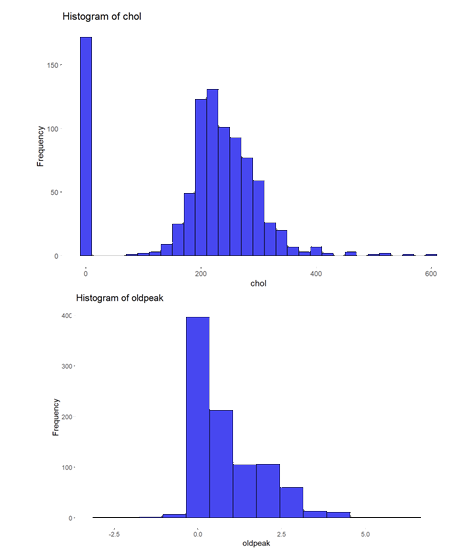 Histogram of chol
150
100
50
0
Frequency
0 200 400 600
chol
Histogram of oldpeak
400
300
200
100
0
Frequency
-2.5 0.0 2.5 5.0
oldpeak